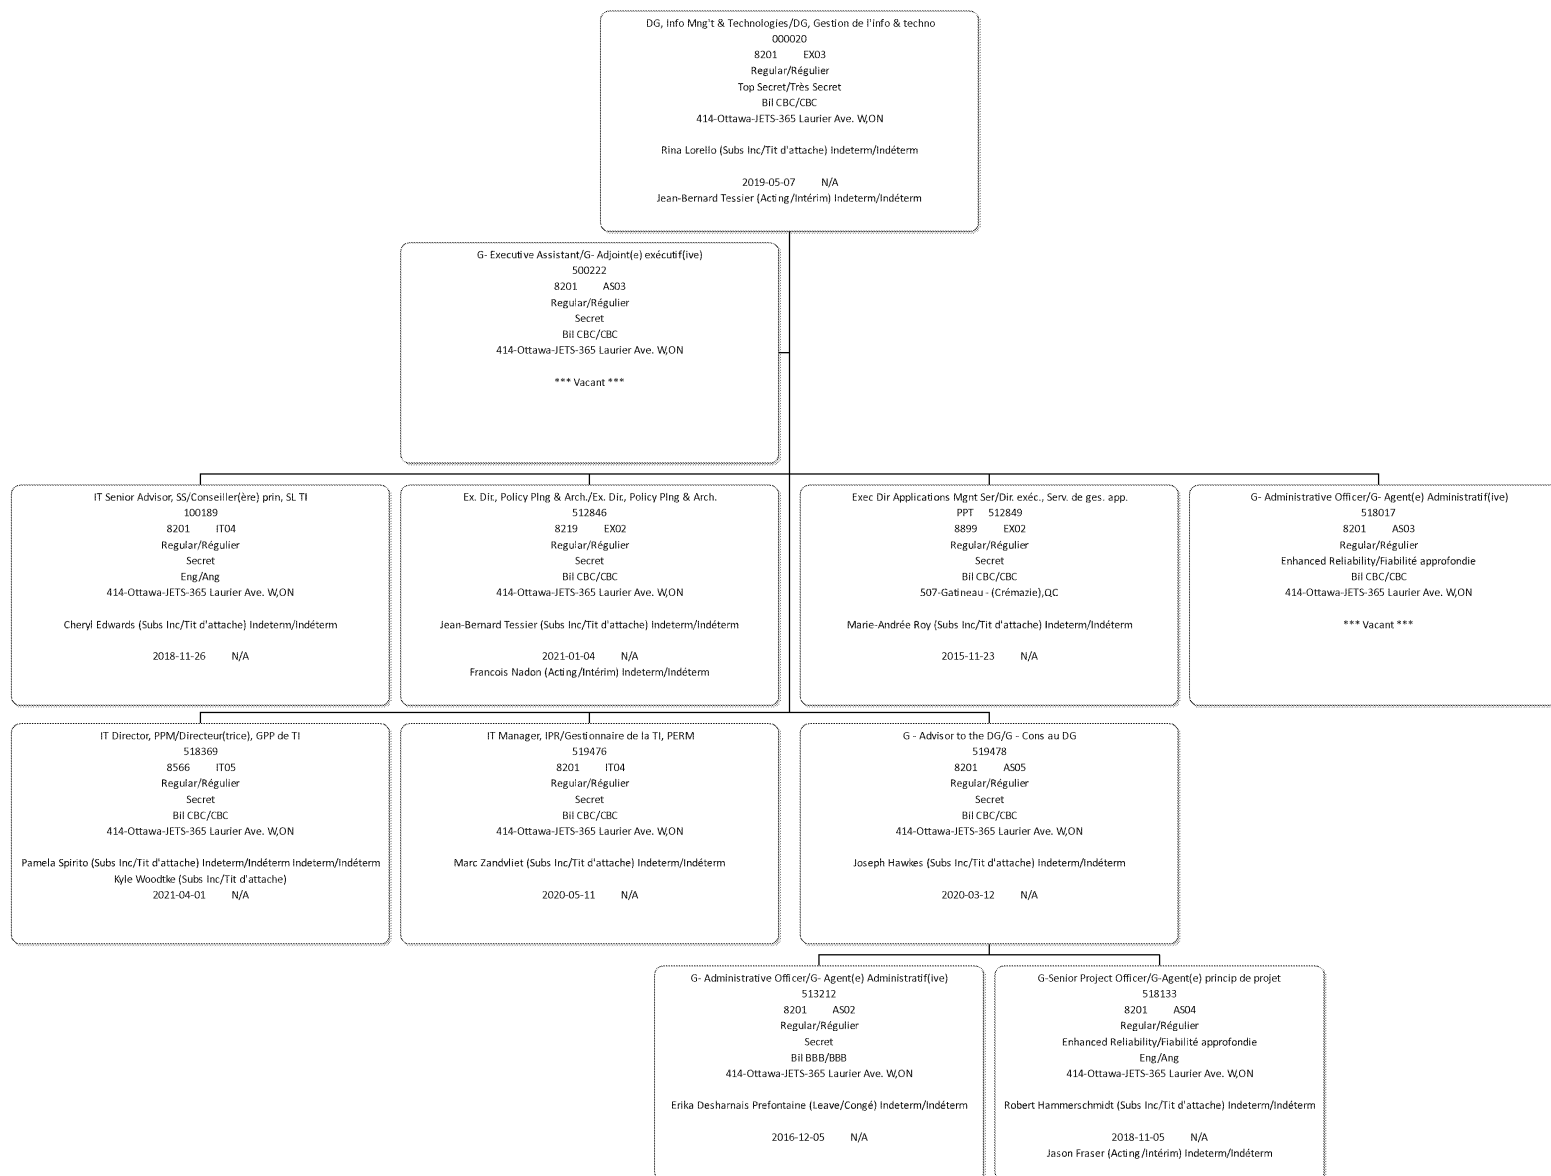 DG, Info Mng't & Technologies/DG, Gestion de l'info & techno
000020
8201 EX03
Regular/Régulier
Top Secret/Très Secret
Bil CBC/CBC
414-Ottawa-JETS-365 Laurier Ave. W,ON
Rina Lorello (Subs Inc/Tit d'attache) Indeterm/Indéterm
2019-05-07 N/A
Jean-Bernard Tessier (Acting/Intérim) Indeterm/Indéterm
G- Executive Assistant/G- Adjoint(e) exécutif(ive)
500222
8201 AS03
Regular/Régulier
Secret
Bil CBC/CBC
414-Ottawa-JETS-365 Laurier Ave. W,ON
*** Vacant ***
IT Senior Advisor, SS/Conseiller(ère) prin, SL TI
100189
8201 IT04
Regular/Régulier
Secret
Eng/Ang
414-Ottawa-JETS-365 Laurier Ave. W,ON
Cheryl Edwards (Subs Inc/Tit d'attache) Indeterm/Indéterm
2018-11-26 N/A
Ex. Dir., Policy Plng & Arch./Ex. Dir., Policy Plng & Arch.
512846
8219 EX02
Regular/Régulier
Secret
Bil CBC/CBC
414-Ottawa-JETS-365 Laurier Ave. W,ON
Jean-Bernard Tessier (Subs Inc/Tit d'attache) Indeterm/Indéterm
2021-01-04 N/A
Francois Nadon (Acting/Intérim) Indeterm/Indéterm
Exec Dir Applications Mgnt Ser/Dir. exéc., Serv. de ges. app.
PPT 512849
8899 EX02
Regular/Régulier
Secret
Bil CBC/CBC
507-Gatineau - (Crémazie),QC
Marie-Andrée Roy (Subs Inc/Tit d'attache) Indeterm/Indéterm
2015-11-23 N/A
G- Administrative Officer/G- Agent(e) Administratif(ive)
518017
8201 AS03
Regular/Régulier
Enhanced Reliability/Fiabilité approfondie
Bil CBC/CBC
414-Ottawa-JETS-365 Laurier Ave. W,ON
*** Vacant ***
IT Director, PPM/Directeur(trice), GPP de TI
518369
8566 IT05
Regular/Régulier
Secret
Bil CBC/CBC
414-Ottawa-JETS-365 Laurier Ave. W,ON
Pamela Spirito (Subs Inc/Tit d'attache) Indeterm/Indéterm Indeterm/Indéterm
Kyle Woodtke (Subs Inc/Tit d'attache)
2021-04-01 N/A
IT Manager, IPR/Gestionnaire de la TI, PERM
519476
8201 IT04
Regular/Régulier
Secret
Bil CBC/CBC
414-Ottawa-JETS-365 Laurier Ave. W,ON
Marc Zandvliet (Subs Inc/Tit d'attache) Indeterm/Indéterm
2020-05-11 N/A
G - Advisor to the DG/G - Cons au DG
519478
8201 AS05
Regular/Régulier
Secret
Bil CBC/CBC
414-Ottawa-JETS-365 Laurier Ave. W,ON
Joseph Hawkes (Subs Inc/Tit d'attache) Indeterm/Indéterm
2020-03-12 N/A
G- Administrative Officer/G- Agent(e) Administratif(ive)
513212
8201 AS02
Regular/Régulier
Secret
Bil BBB/BBB
414-Ottawa-JETS-365 Laurier Ave. W,ON
Erika Desharnais Prefontaine (Leave/Congé) Indeterm/Indéterm
2016-12-05 N/A
G-Senior Project Officer/G-Agent(e) princip de projet
518133
8201 AS04
Regular/Régulier
Enhanced Reliability/Fiabilité approfondie
Eng/Ang
414-Ottawa-JETS-365 Laurier Ave. W,ON
Robert Hammerschmidt (Subs Inc/Tit d'attache) Indeterm/Indéterm
2018-11-05 N/A
Jason Fraser (Acting/Intérim) Indeterm/Indéterm